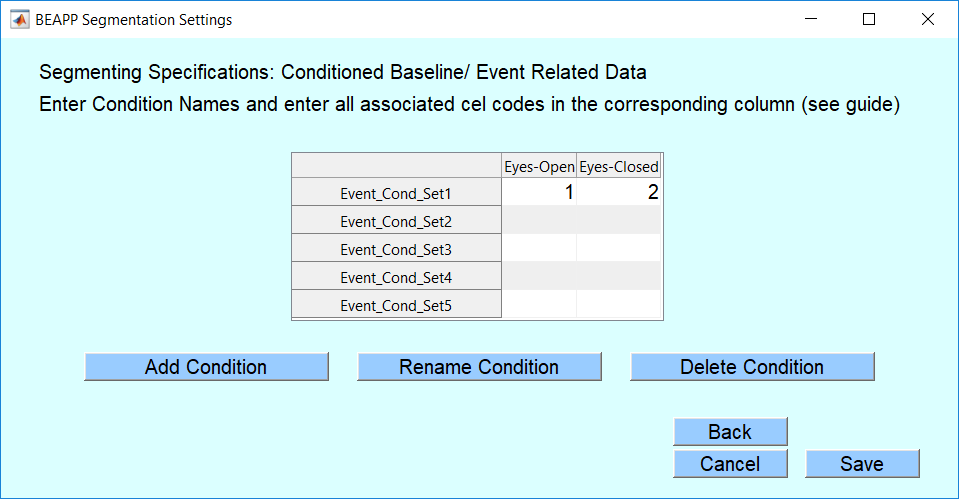 BEAPP Segmentation Settings
Segmenting Specifications: Conditioned Baseline/ Event Related Data
Enter Condition Names and enter all associated cel codes in the corresponding column (see guide)
Eyes-Open Eyes-Closed
Event_Cond_Set1 1 2
Event_Cond_Set2
Event_Cond_Set3
Event_Cond_Set4
Event_Cond_Set5
Add Condition Rename Condition Delete Condition
Back
Cancel Save